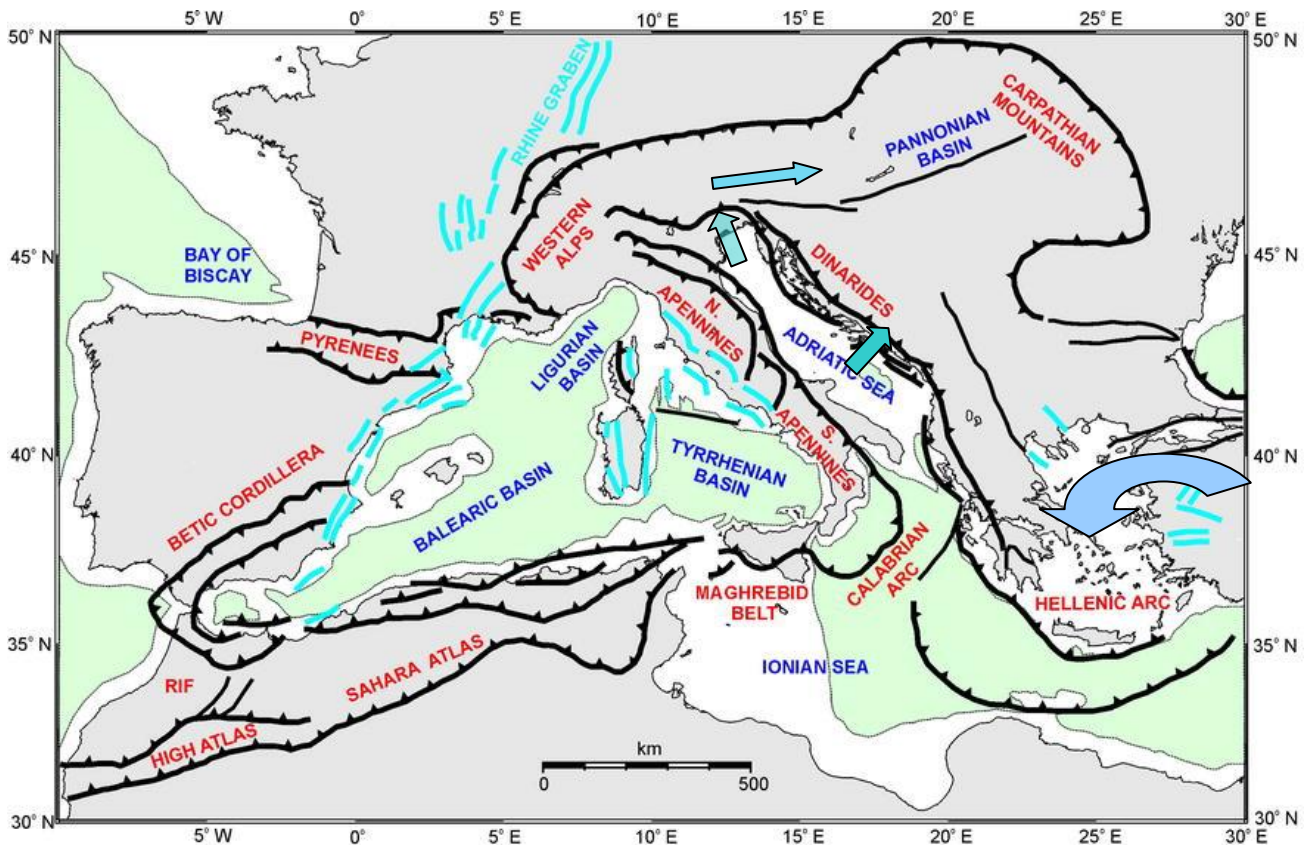 5° W 0° 5° E 10° E 15° E 20° E 25° E 30° E
50° N
50° N
RHINE GRABEN
CARPATHIAN
MOUNTAINS
PANNONIAN
BASIN
WESTERN
ALPS
BAY OF
BISCAY
45° N
45° N
DINARIDES
N.
APENNINES
PYRENEES
LIGURIAN
BASIN
ADRIATIC SEA
S.
APENNINES
40° N
40° N
TYRRHENIAN
BASIN
BETIC CORDILLERA
BALEARIC BASIN
CALABRIAN
ARC
MAGHREBID
BELT
HELLENIC ARC
35° N
35° N
SAHARA ATLAS
IONIAN SEA
RIF
HIGH ATLAS
km
0 500
30° N
30° N
5° W 0° 5° E 10° E 15° E 20° E 25° E 30° E